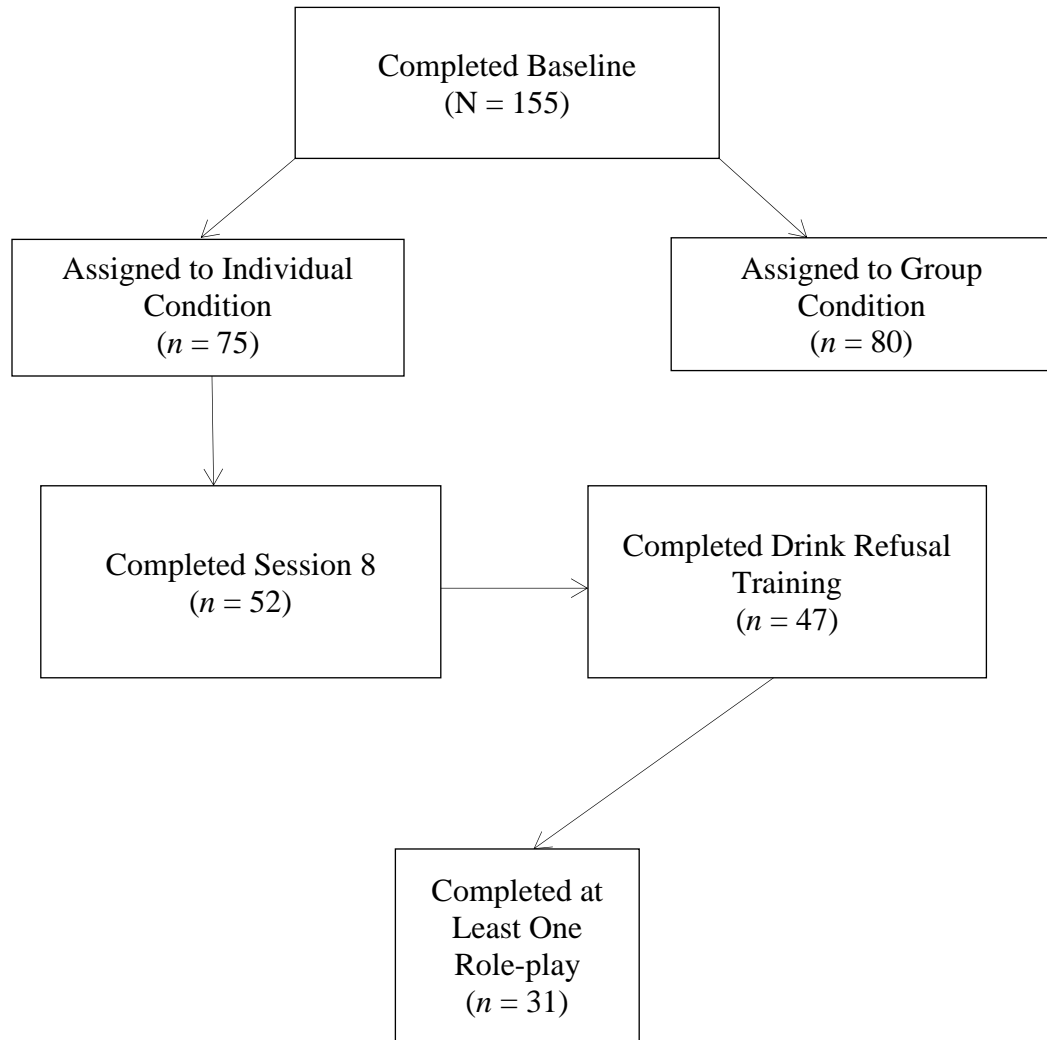 Completed Baseline
(N = 155)
Assigned to Individual
Condition
(n = 75)
Assigned to Group
Condition
(n = 80)
Completed Session 8
(n = 52)
Completed Drink Refusal
Training
(n = 47)
Completed at
Least One
Role-play
(n = 31)